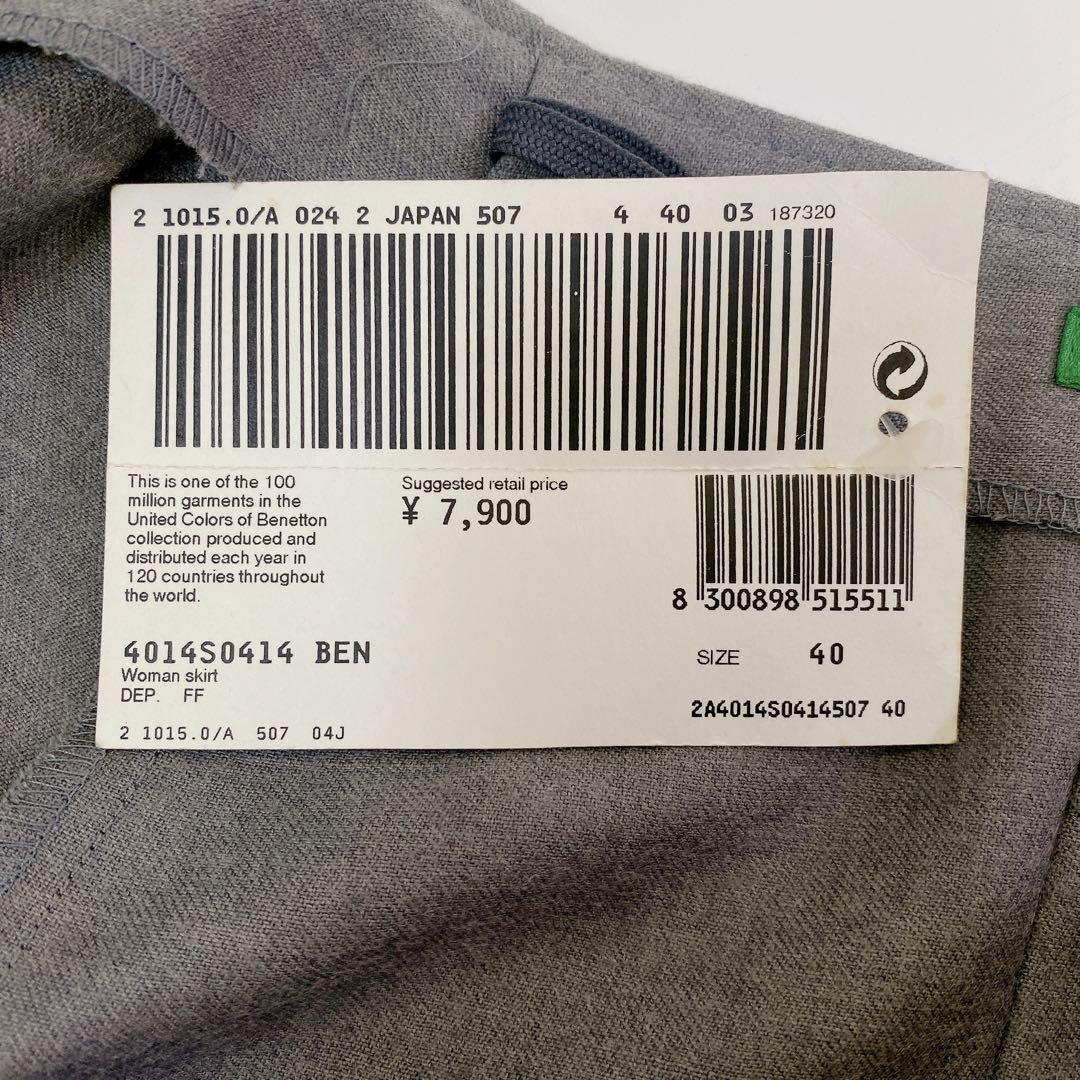 2 1015.0/A 024 2 JAPAN 507 4 40 03 187320
This is one of the 100
million garments in the
United Colors of Benetton
collection produced and
distributed each year in
120 countries throughout
the world.
Suggested retail price
¥ 7,900
8 300898 515511
4014S0414 BEN
Woman skirt
DEP. FF
SIZE 40
2A4014S0414507 40
2 1015.0/A 507 04J